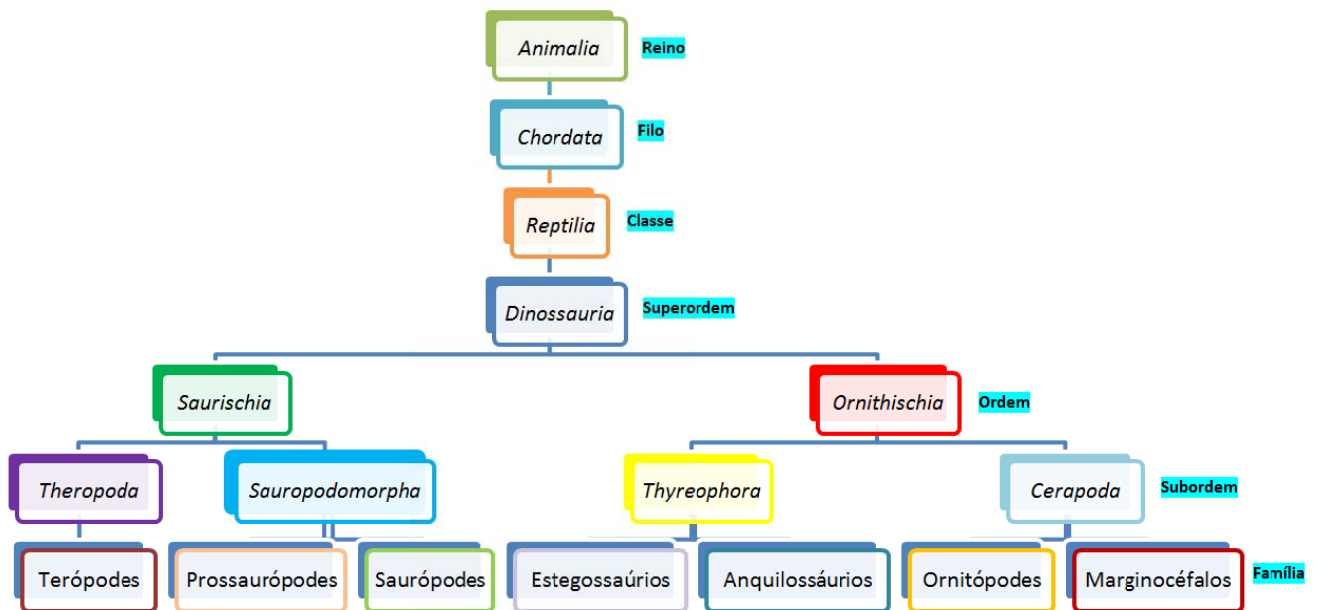 Animalia
Reino
Chordata
Filo
Reptilia
Classe
Dinossauria
Superordem
Saurischia
Ornithischia
Ordem
Theropoda
Sauropodomorpha
Thyreophora
Cerapoda
Subordem
Terópodes
Prossaurópodes
Saurópodes
Estegossaúrios
Anquilossáurios
Ornitópodes
Marginocéfalos
Família